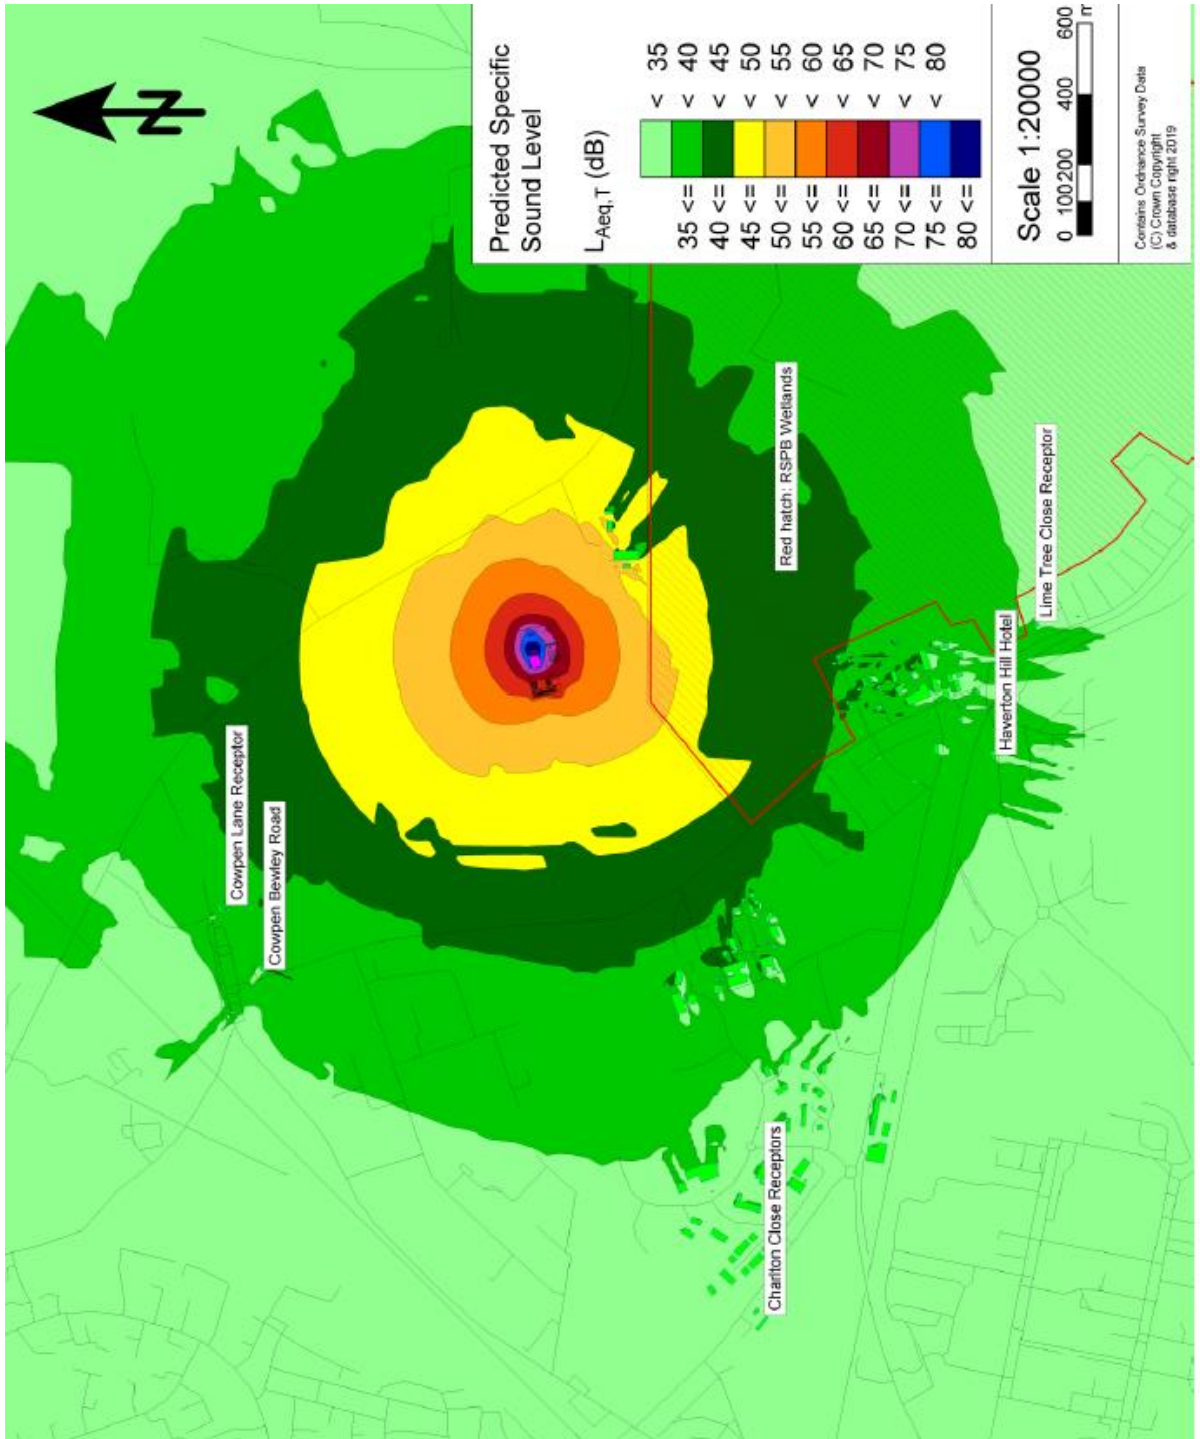 Predicted Specific
Sound Level
LAeq,T (dB)
< 35
35 <= < 40
40 <= < 45
45 <= < 50
50 <= < 55
55 <= < 60
60 <= < 65
65 <= < 70
70 <= < 75
75 <= < 80
80 <=
Scale 1:20000
0 100 200 400 600
m
Contains Ordnance Survey Data
(C) Crown Copyright
& database right 2019
N
Cowpen Lane Receptor
Cowpen Bewley Road
Red hatch: RSPB Wetlands
Lime Tree Close Receptor
Haverton Hill Hotel
Charlton Close Receptors